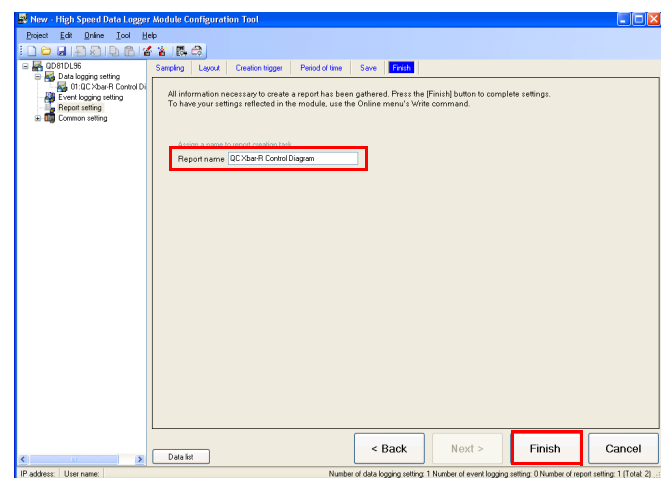 New - High Speed Data Logger Module Configuration Tool
Project Edit Online Tool Help
QD81DL96
Data logging setting
01:QC Xbar-R Control Di
Event logging setting
Report setting
Common setting
Sampling Layout Creation trigger Period of time Save Finish
All information necessary to create a report has been gathered. Press the [Finish] button to complete settings.
To have your settings reflected in the module, use the Online menu's Write command.
Assign a name to report creation task
Report name QC Xbar-R Control Diagram
Data list
< Back Next > Finish Cancel
IP address: User name: Number of data logging setting: 1 Number of event logging setting: 0 Number of report setting: 1 (Total: 2)